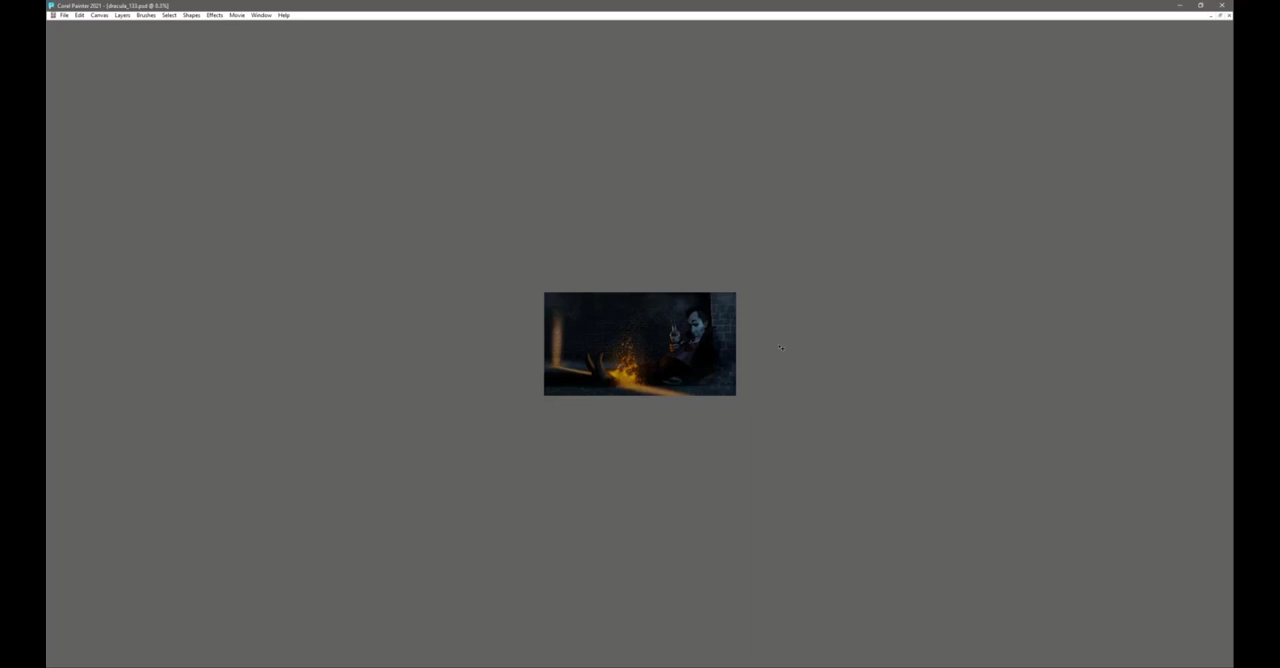 Corel Painter 2021 - [dracula_133.psd @ 8.3%]
File Edit Canvas Layers Brushes Select Shapes Effects Movie Window Help